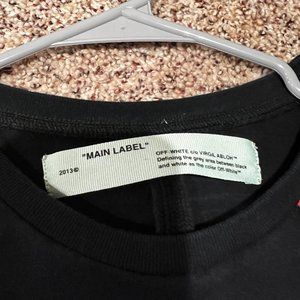 "MAIN LABEL"
2013©
OFF-WHITE c/o VIRGIL ABLOH™
Defining the grey area between black
and white as the color Off-White™